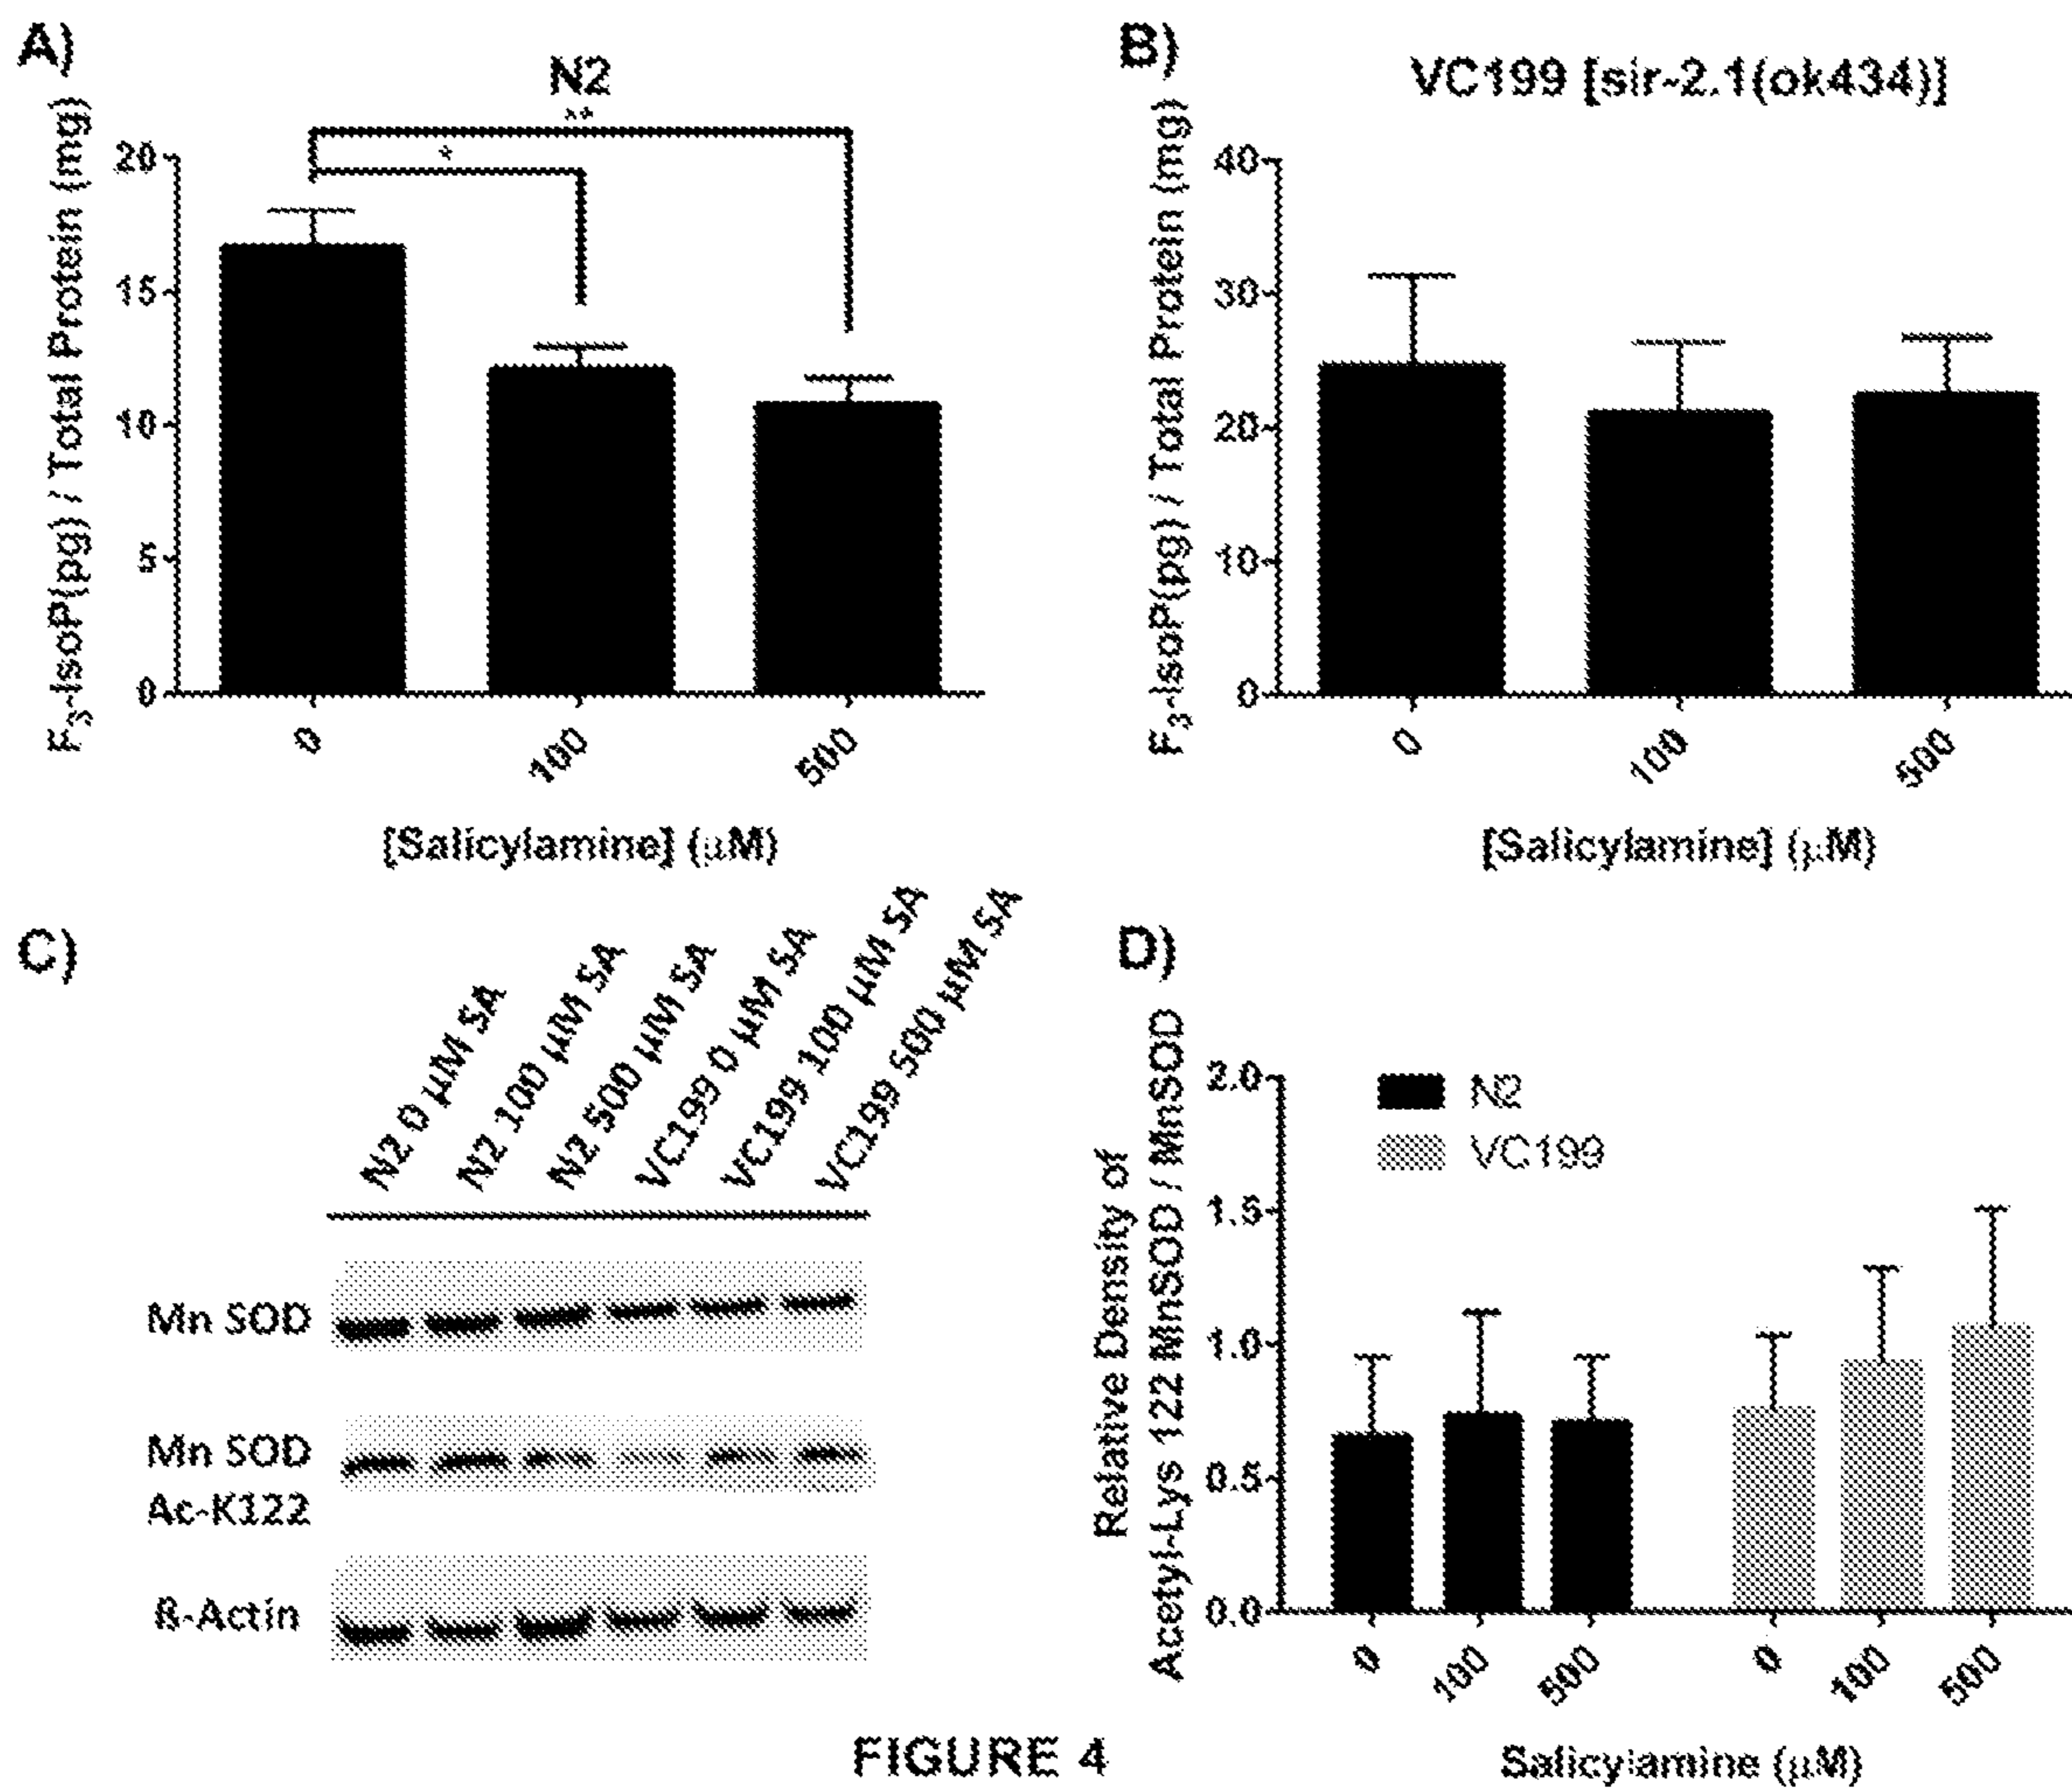 A)
N2
**
*
F3-IsoP(pg) / Total Protein (mg)
20
15
10
5
0
0
100
500
[Salicylamine] (µM)
B)
VC199 [sir-2.1(ok434)]
F3-IsoP(pg) / Total Protein (mg)
40
30
20
10
0
0
100
500
[Salicylamine] (µM)
C)
N2 0 µM SA
N2 100 µM SA
N2 500 µM SA
VC199 0 µM SA
VC199 100 µM SA
VC199 500 µM SA
Mn SOD
Mn SOD
Ac-K122
ß-Actin
D)
Relative Density of
Acetyl-Lys 122 MnSOD / MnSOD
2.0
1.5
1.0
0.5
0.0
N2
VC199
0
100
500
0
100
500
Salicylamine (µM)
FIGURE 4